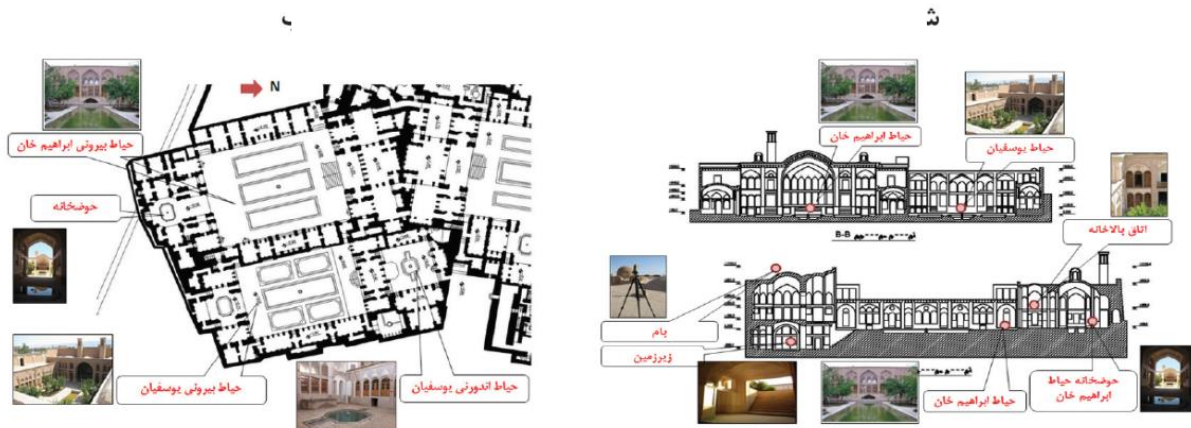 ب
ش
N
حیاط بیرونی ابراهیم خان
حوضخانه
حیاط بیرونی یوسفیان
حیاط اندورنی یوسفیان
حیاط ابراهیم خان
حیاط یوسفیان
اتاق بالاخانه
B-B
بام
زیرزمین
حیاط ابراهیم خان
حوضخانه حیاط
ابراهیم خان